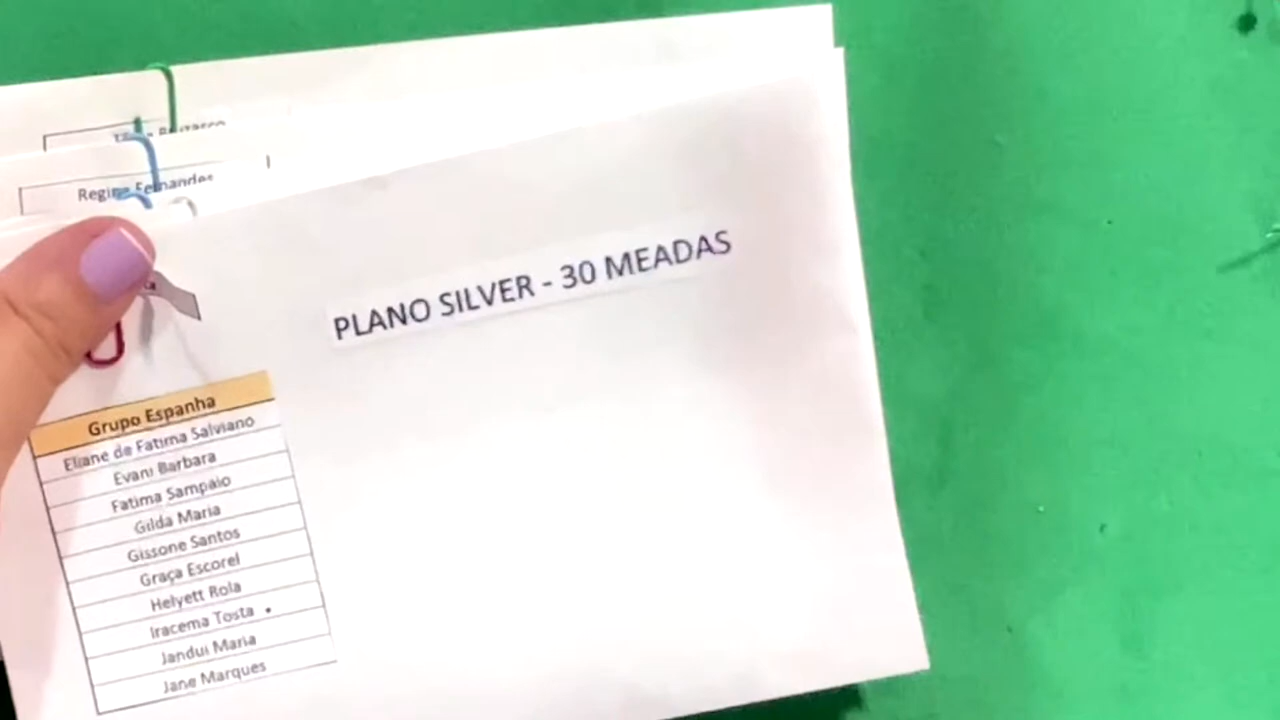 Regina Fernandes
PLANO SILVER - 30 MEADAS
Grupo Espanha
Eliane de Fatima Salviano
Evani Barbara
Fatima Sampaio
Gilda Maria
Gissone Santos
Graça Escorel
Helyett Rola
Iracema Tosta
Jandui Maria
Jane Marques